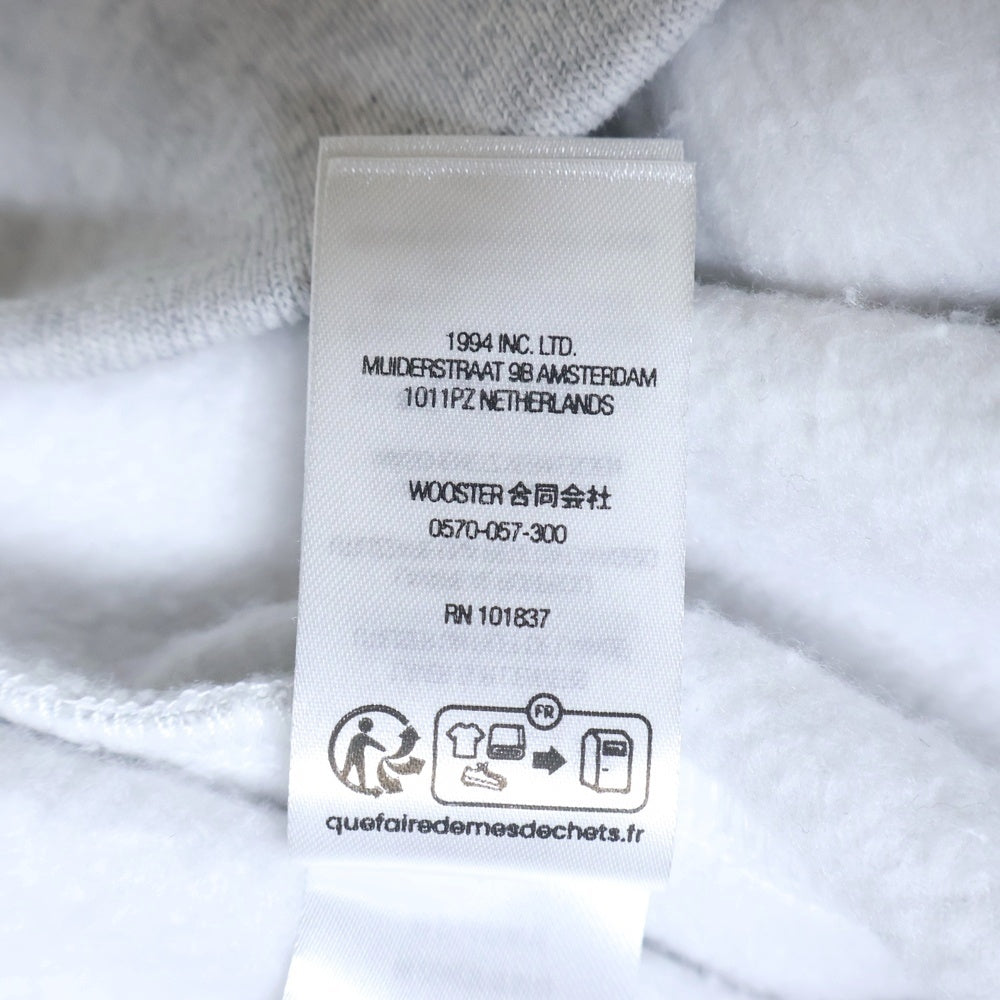 1994 INC. LTD.
MUIDERSTRAAT 9B AMSTERDAM
1011PZ NETHERLANDS
WOOSTER 合同会社
0570-057-300
RN 101837
FR
quefairedemesdechets.fr